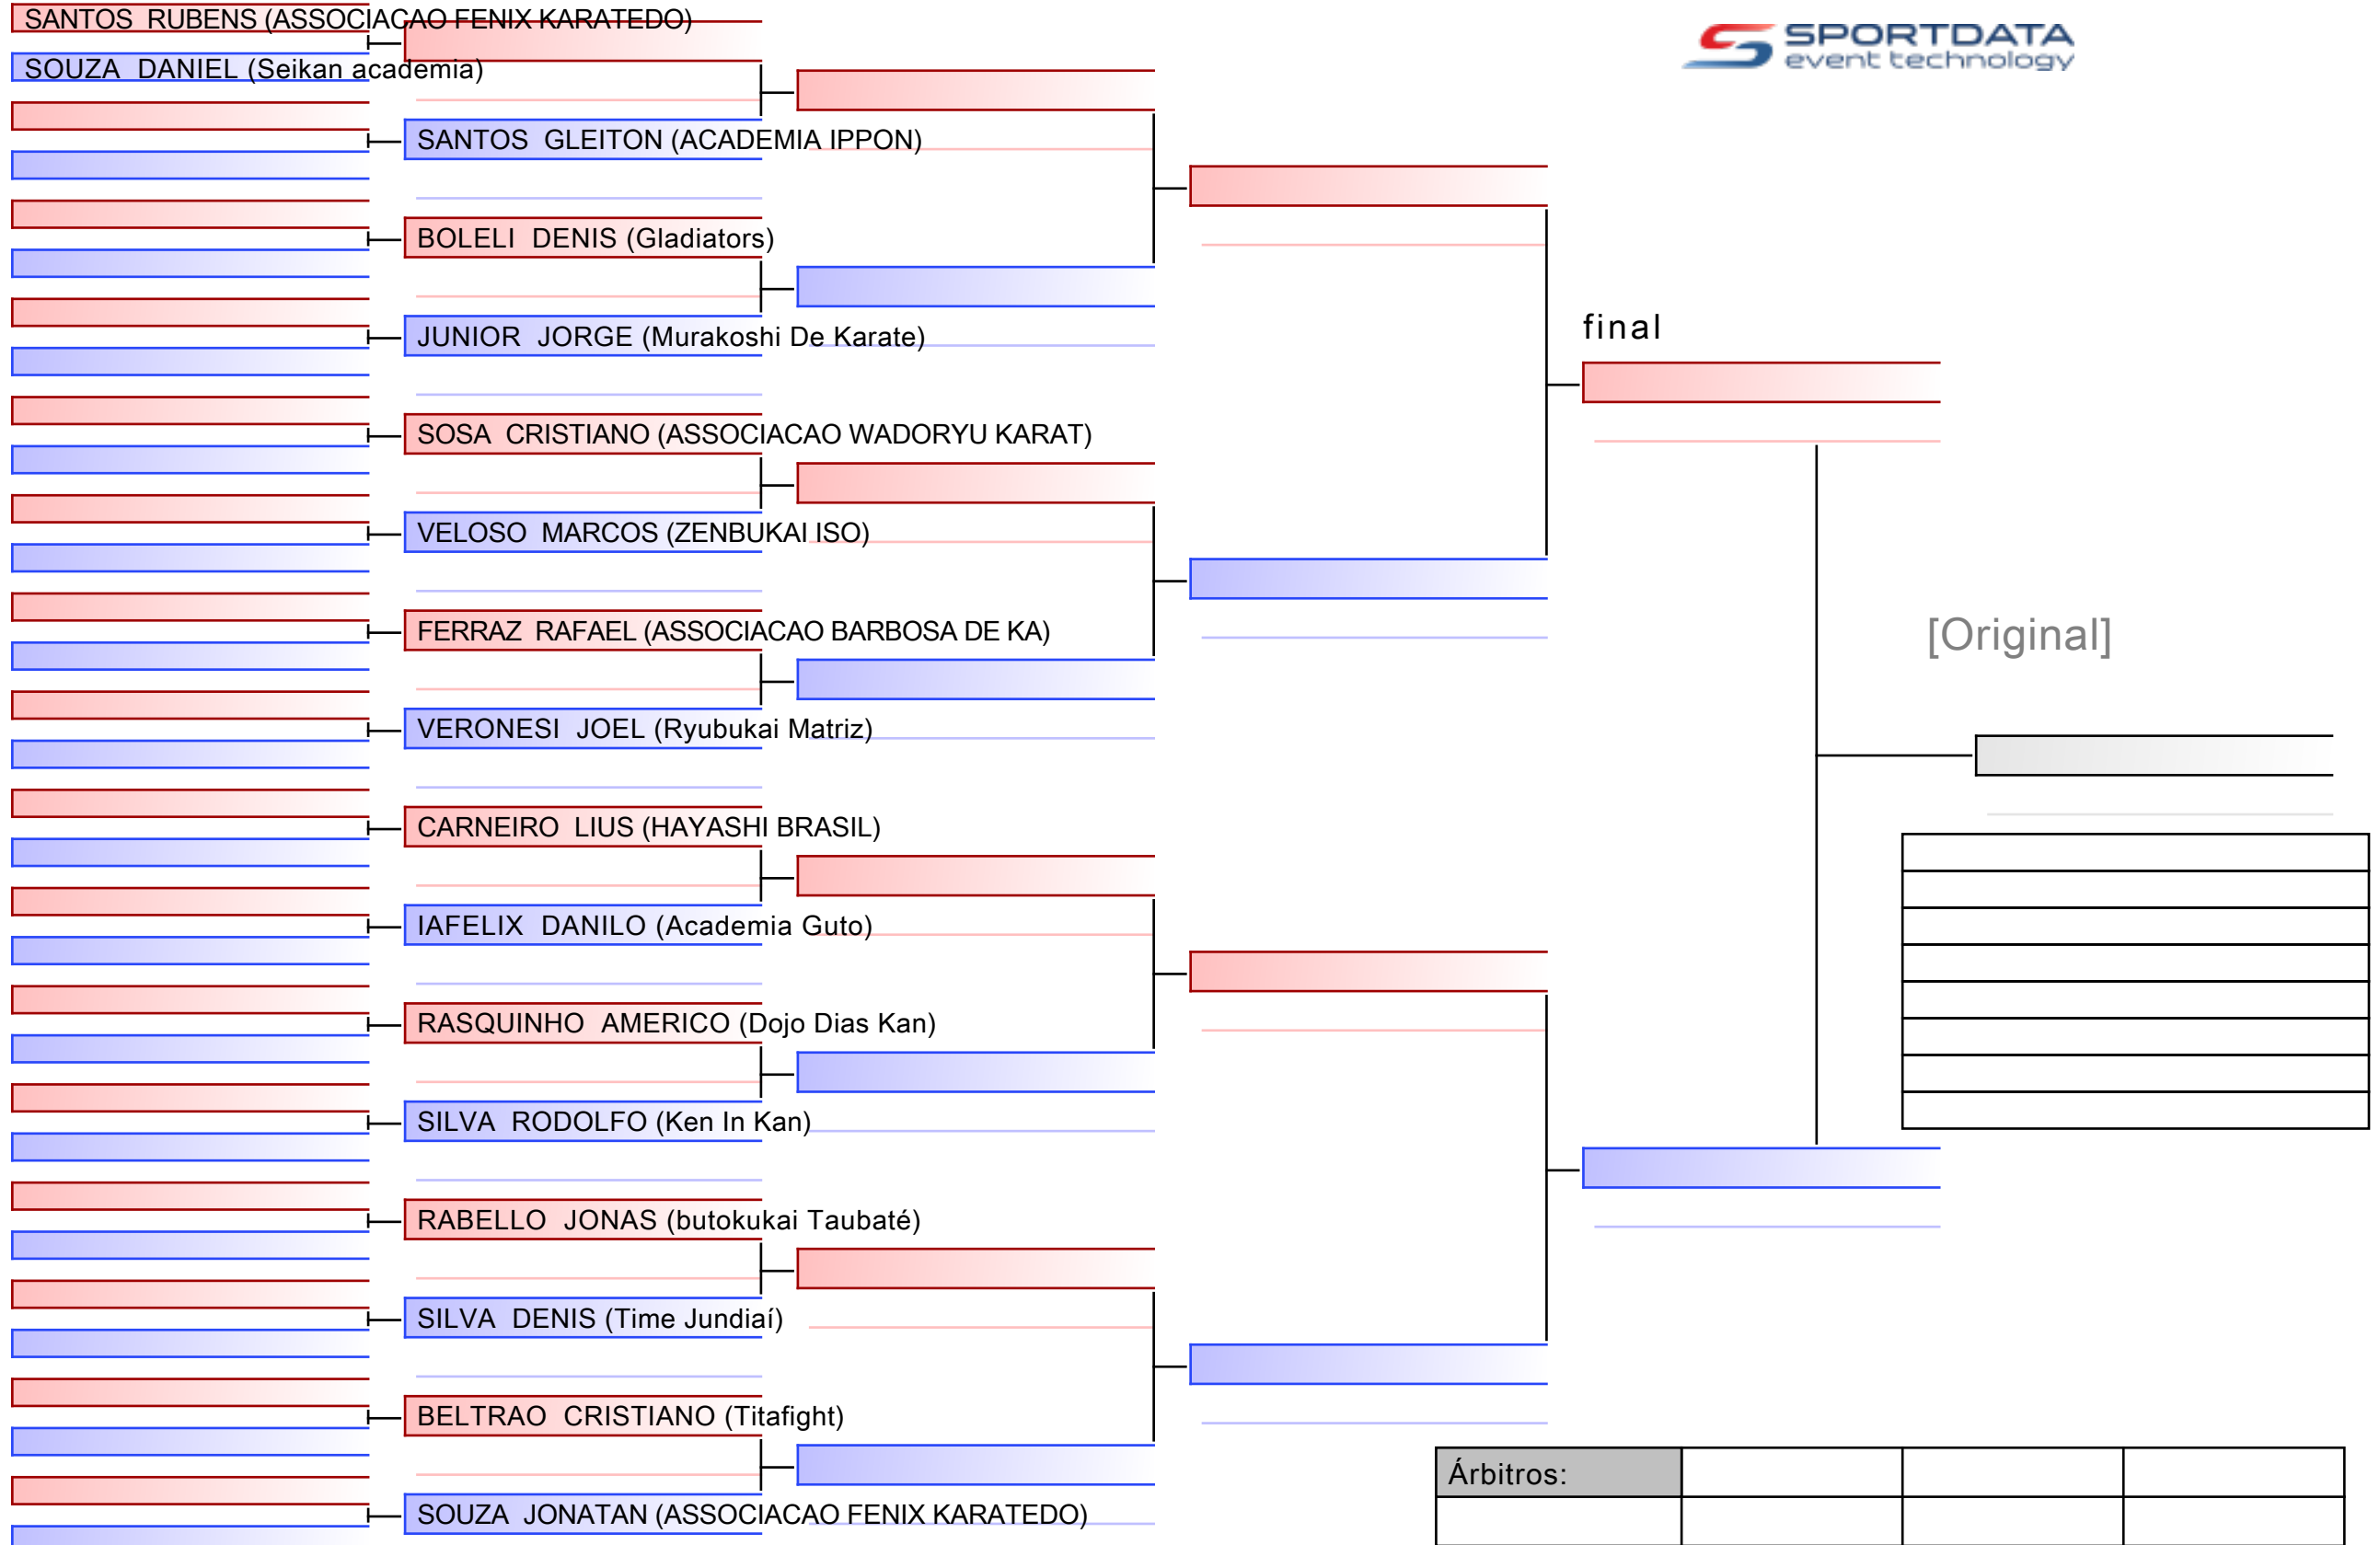 SANTOS  RUBENS (ASSOCIACAO FENIX KARATEDO)
SOUZA  DANIEL (Seikan academia)
SPORTDATA
event technology
SANTOS  GLEITON (ACADEMIA IPPON)
BOLELI  DENIS (Gladiators)
JUNIOR  JORGE (Murakoshi De Karate)
final
SOSA  CRISTIANO (ASSOCIACAO WADORYU KARAT)
VELOSO  MARCOS (ZENBUKAI ISO)
FERRAZ  RAFAEL (ASSOCIACAO BARBOSA DE KA)
[Original]
VERONESI  JOEL (Ryubukai Matriz)
CARNEIRO  LIUS (HAYASHI BRASIL)
IAFELIX  DANILO (Academia Guto)
RASQUINHO  AMERICO (Dojo Dias Kan)
SILVA  RODOLFO (Ken In Kan)
RABELLO  JONAS (butokukai Taubaté)
SILVA  DENIS (Time Jundiaí)
BELTRAO  CRISTIANO (Titafight)
Árbitros:
SOUZA  JONATAN (ASSOCIACAO FENIX KARATEDO)